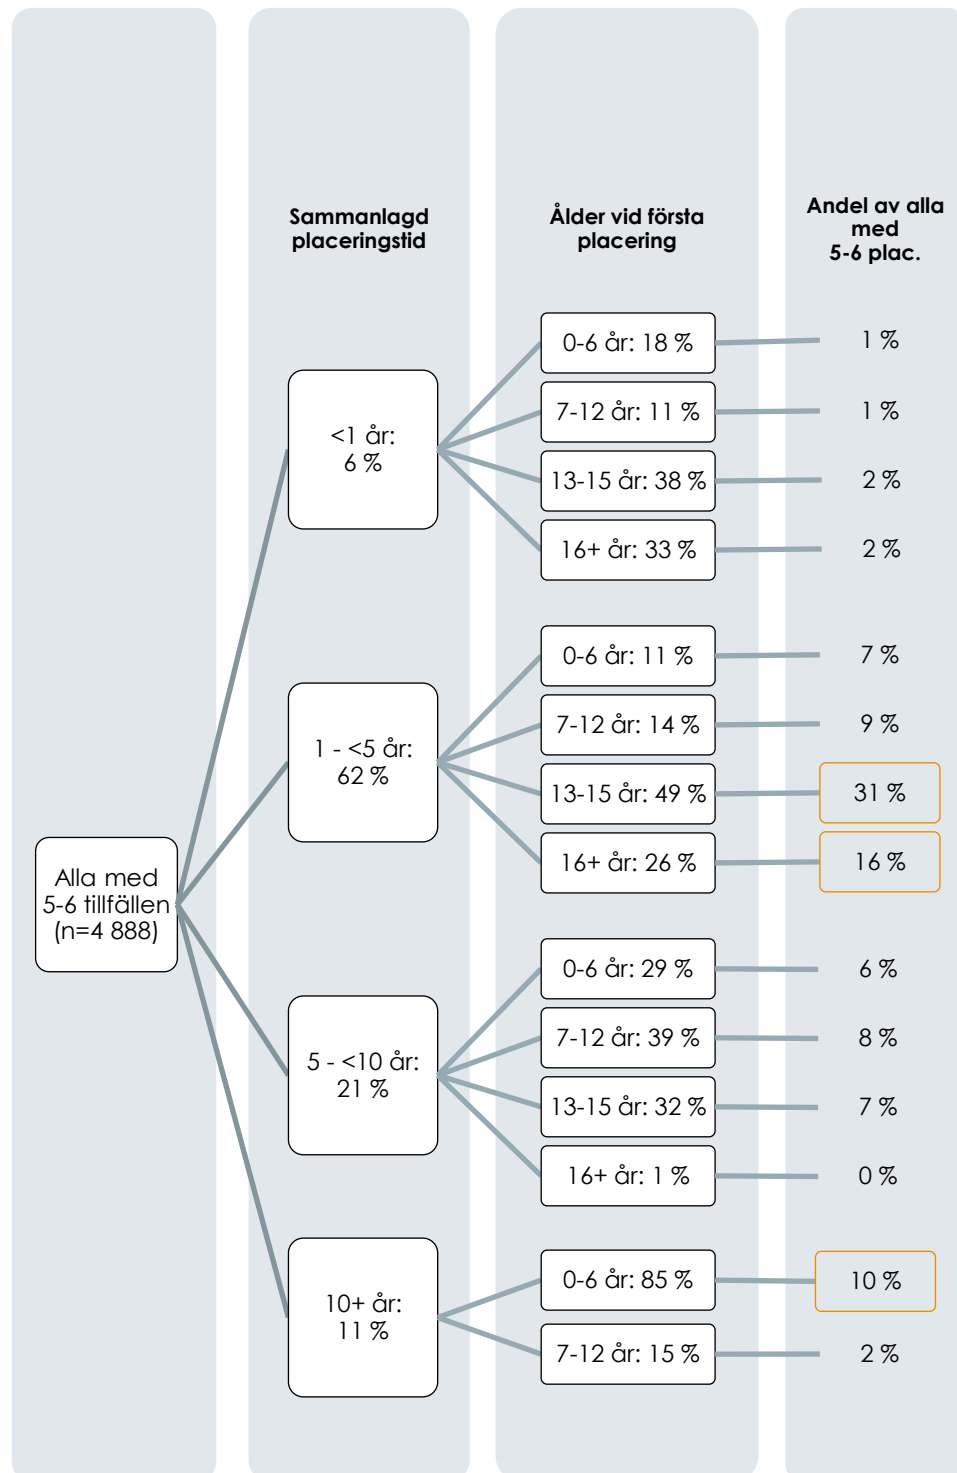 Sammanlagd
placeringstid
Ålder vid första
placering
Andel av alla
med
5-6 plac.
Alla med
5-6 tillfällen
(n=4 888)
<1 år:
6 %
0-6 år: 18 %
1 %
7-12 år: 11 %
1 %
13-15 år: 38 %
2 %
16+ år: 33 %
2 %
1 - <5 år:
62 %
0-6 år: 11 %
7 %
7-12 år: 14 %
9 %
13-15 år: 49 %
31 %
16+ år: 26 %
16 %
5 - <10 år:
21 %
0-6 år: 29 %
6 %
7-12 år: 39 %
8 %
13-15 år: 32 %
7 %
16+ år: 1 %
0 %
10+ år:
11 %
0-6 år: 85 %
10 %
7-12 år: 15 %
2 %